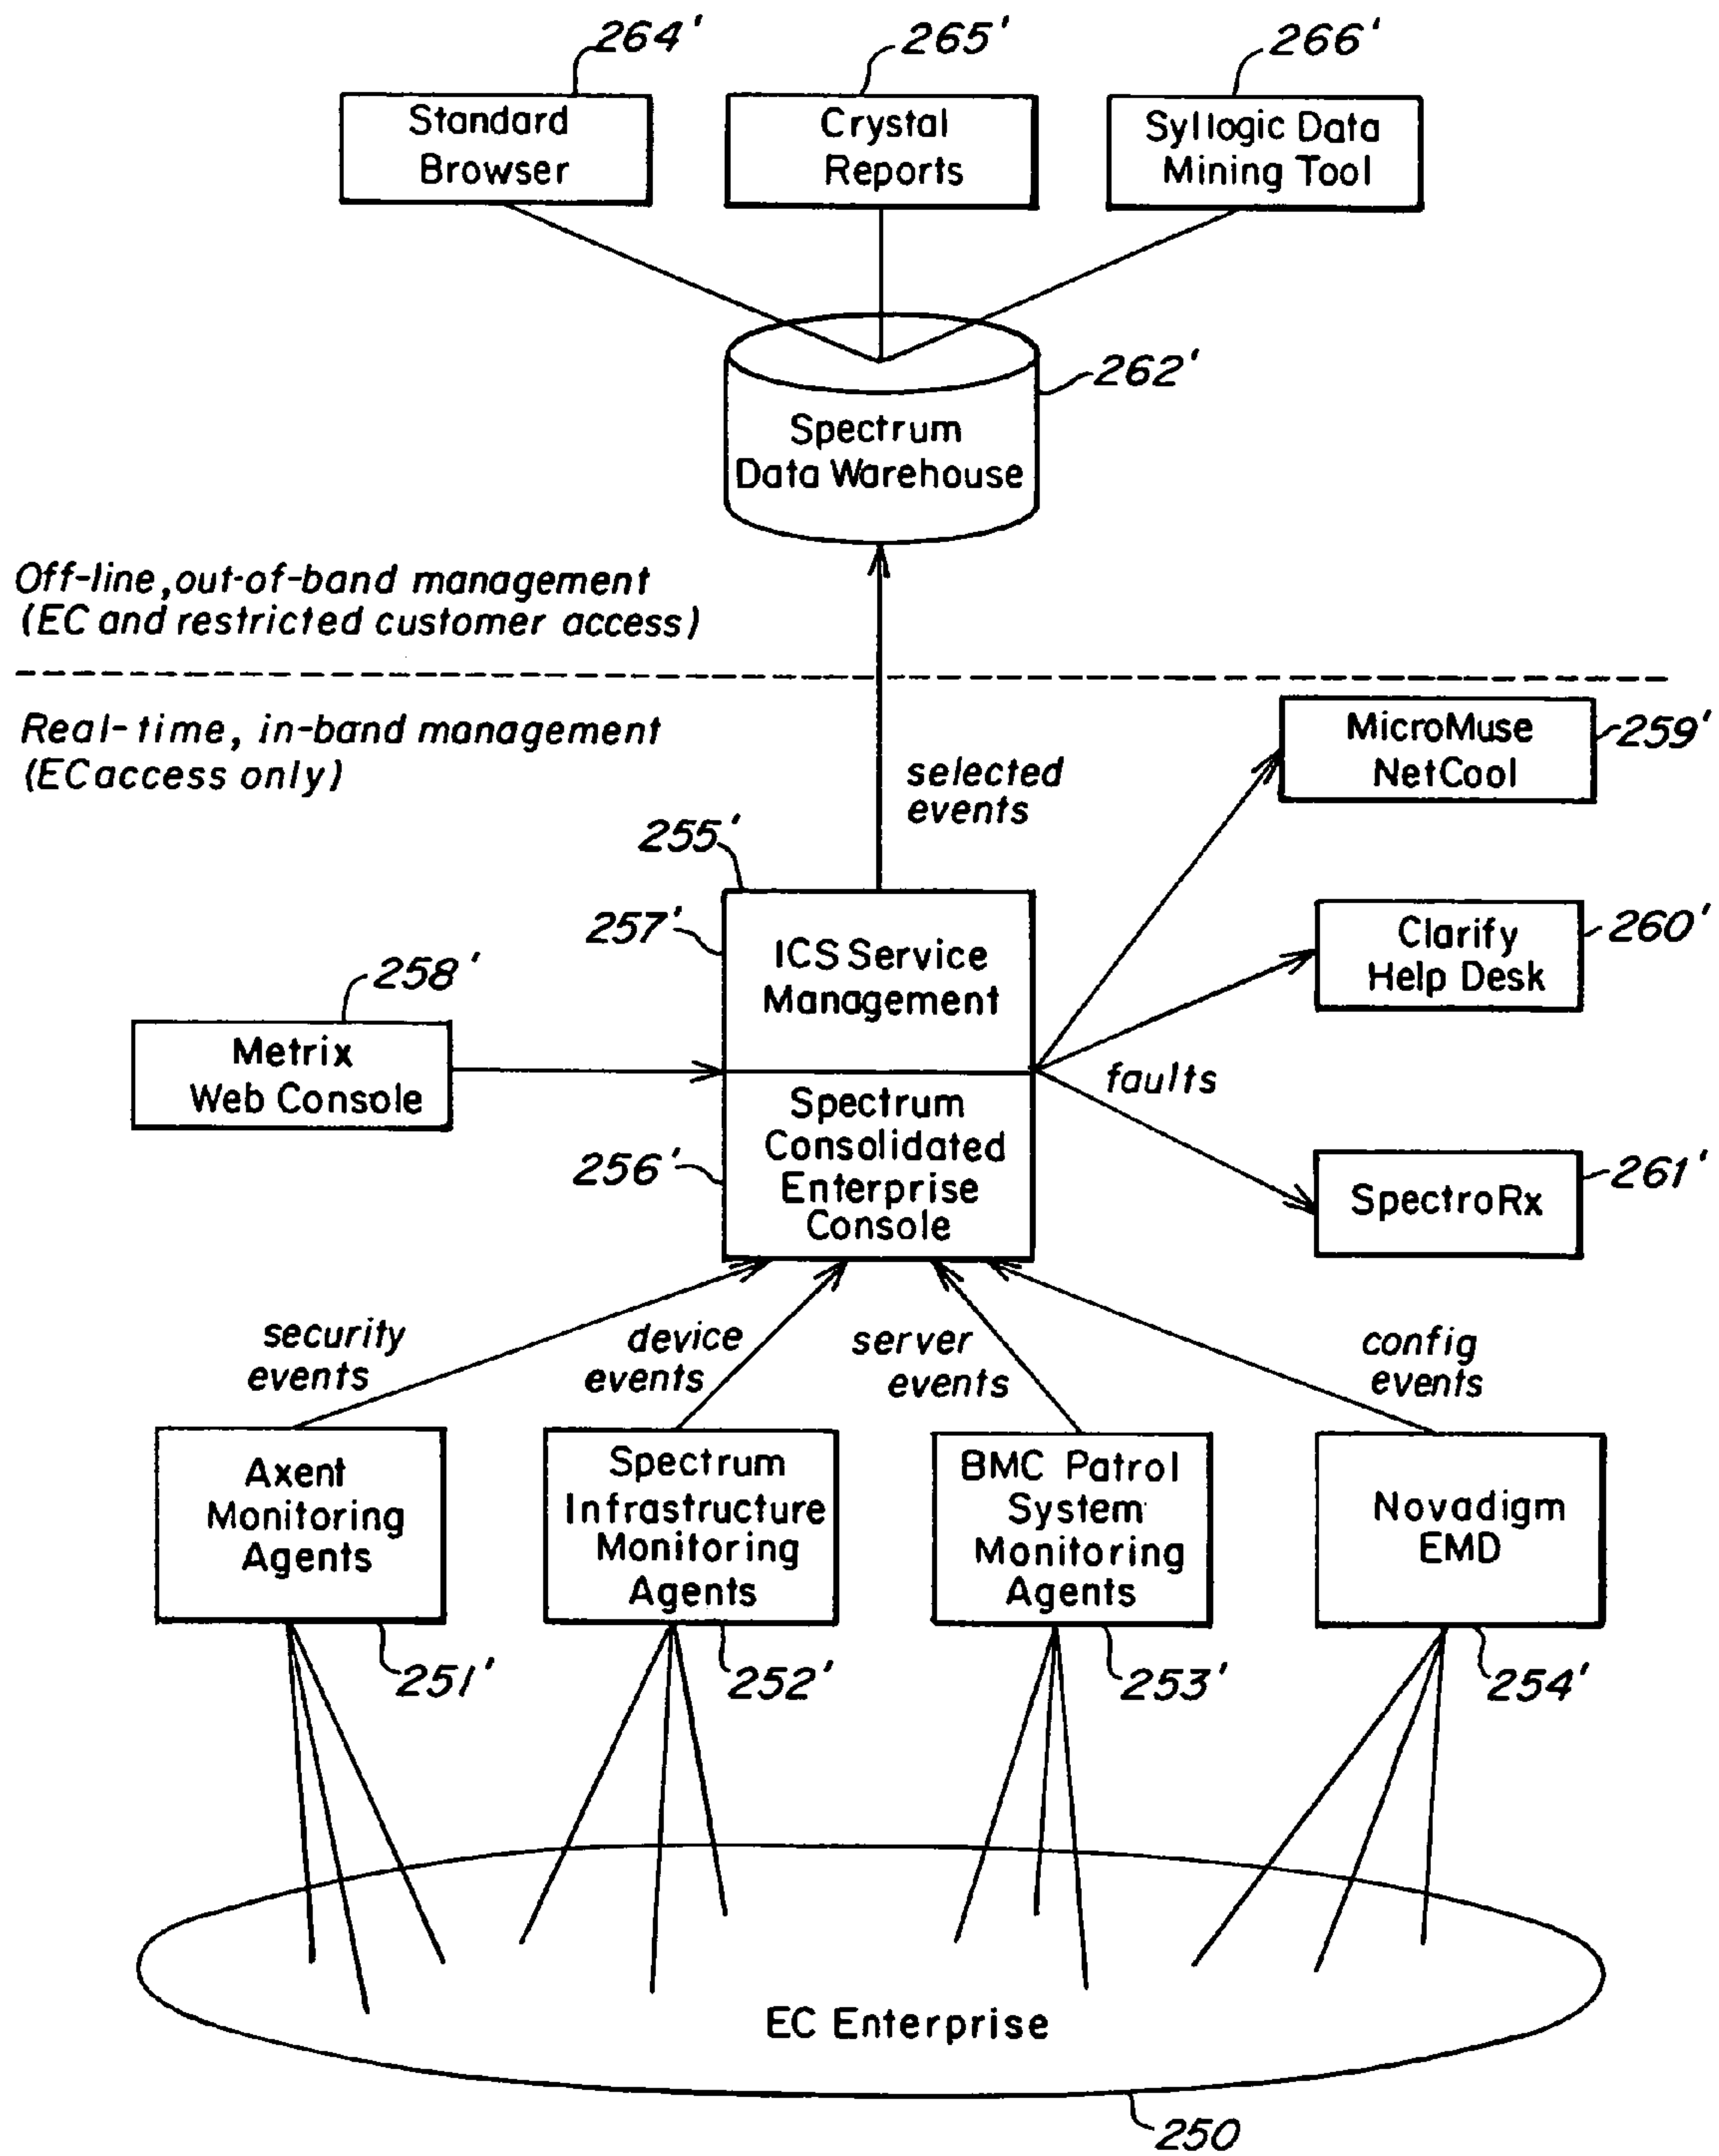 264'
265'
266'
Standard
Browser
Crystal
Reports
Syllogic Data
Mining Tool
262'
Spectrum
Data Warehouse
Off-line, out-of-band management
(EC and restricted customer access)
Real-time, in-band management
(EC access only)
selected
events
MicroMuse
NetCool
259'
255'
257'
ICS Service
Management
Clarify
Help Desk
260'
258'
Metrix
Web Console
faults
Spectrum
Consolidated
Enterprise
Console
256'
SpectroRx
261'
security
events
device
events
server
events
config
events
Axent
Monitoring
Agents
Spectrum
Infrastructure
Monitoring
Agents
BMC Patrol
System
Monitoring
Agents
Novadigm
EMD
251'
252'
253'
254'
EC Enterprise
250